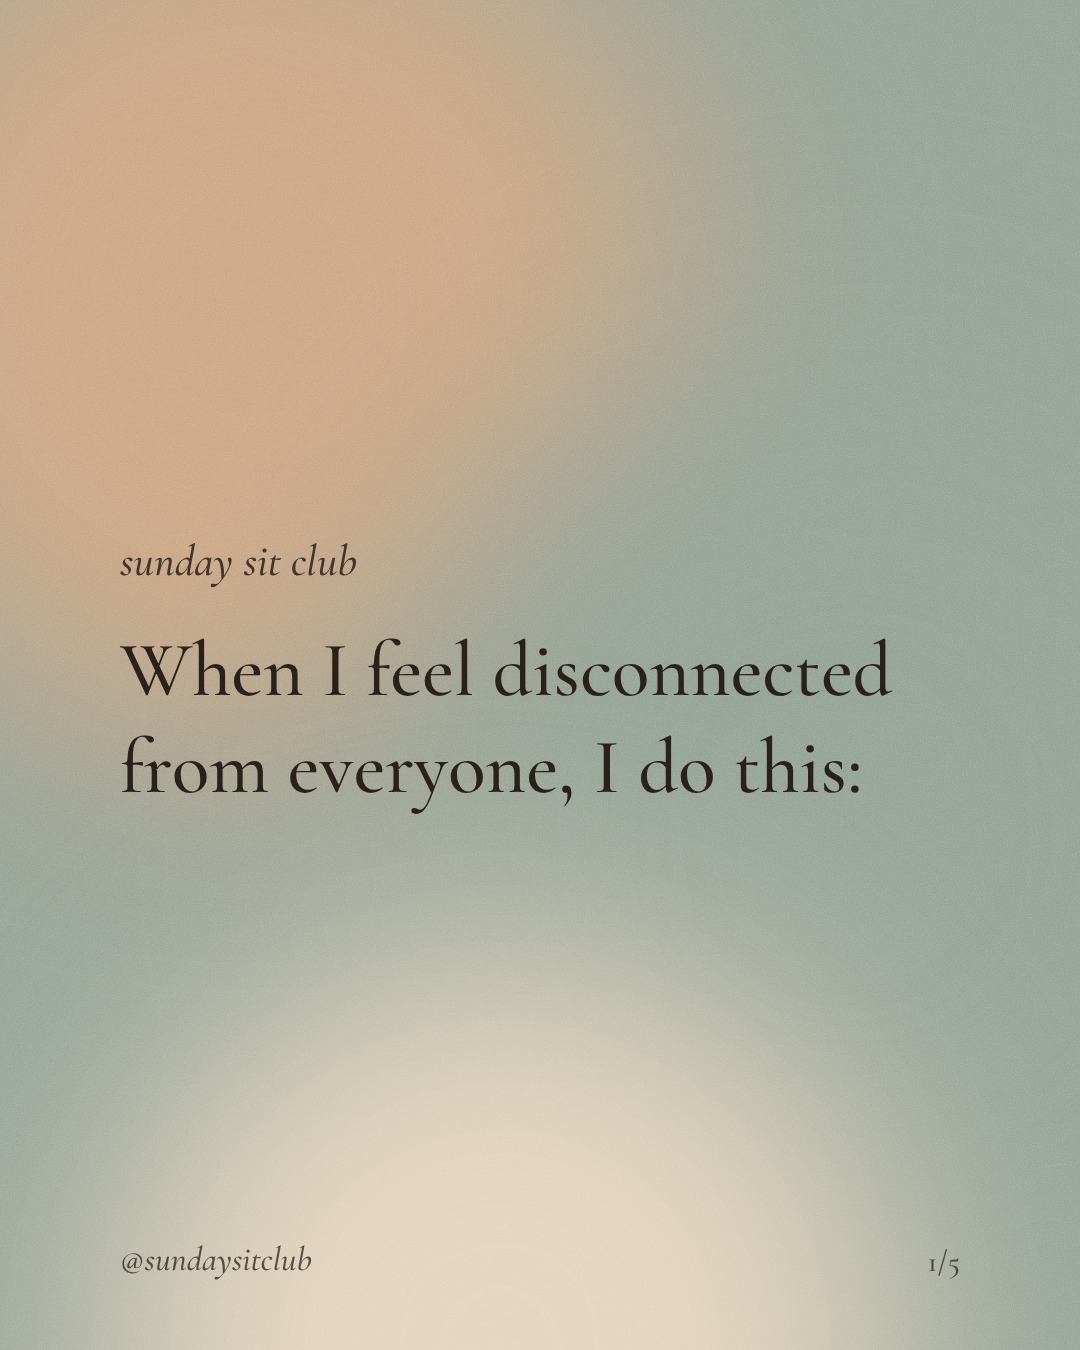 sunday sit club
When I feel disconnected
from everyone, I do this:
@sundaysitclub
1/5